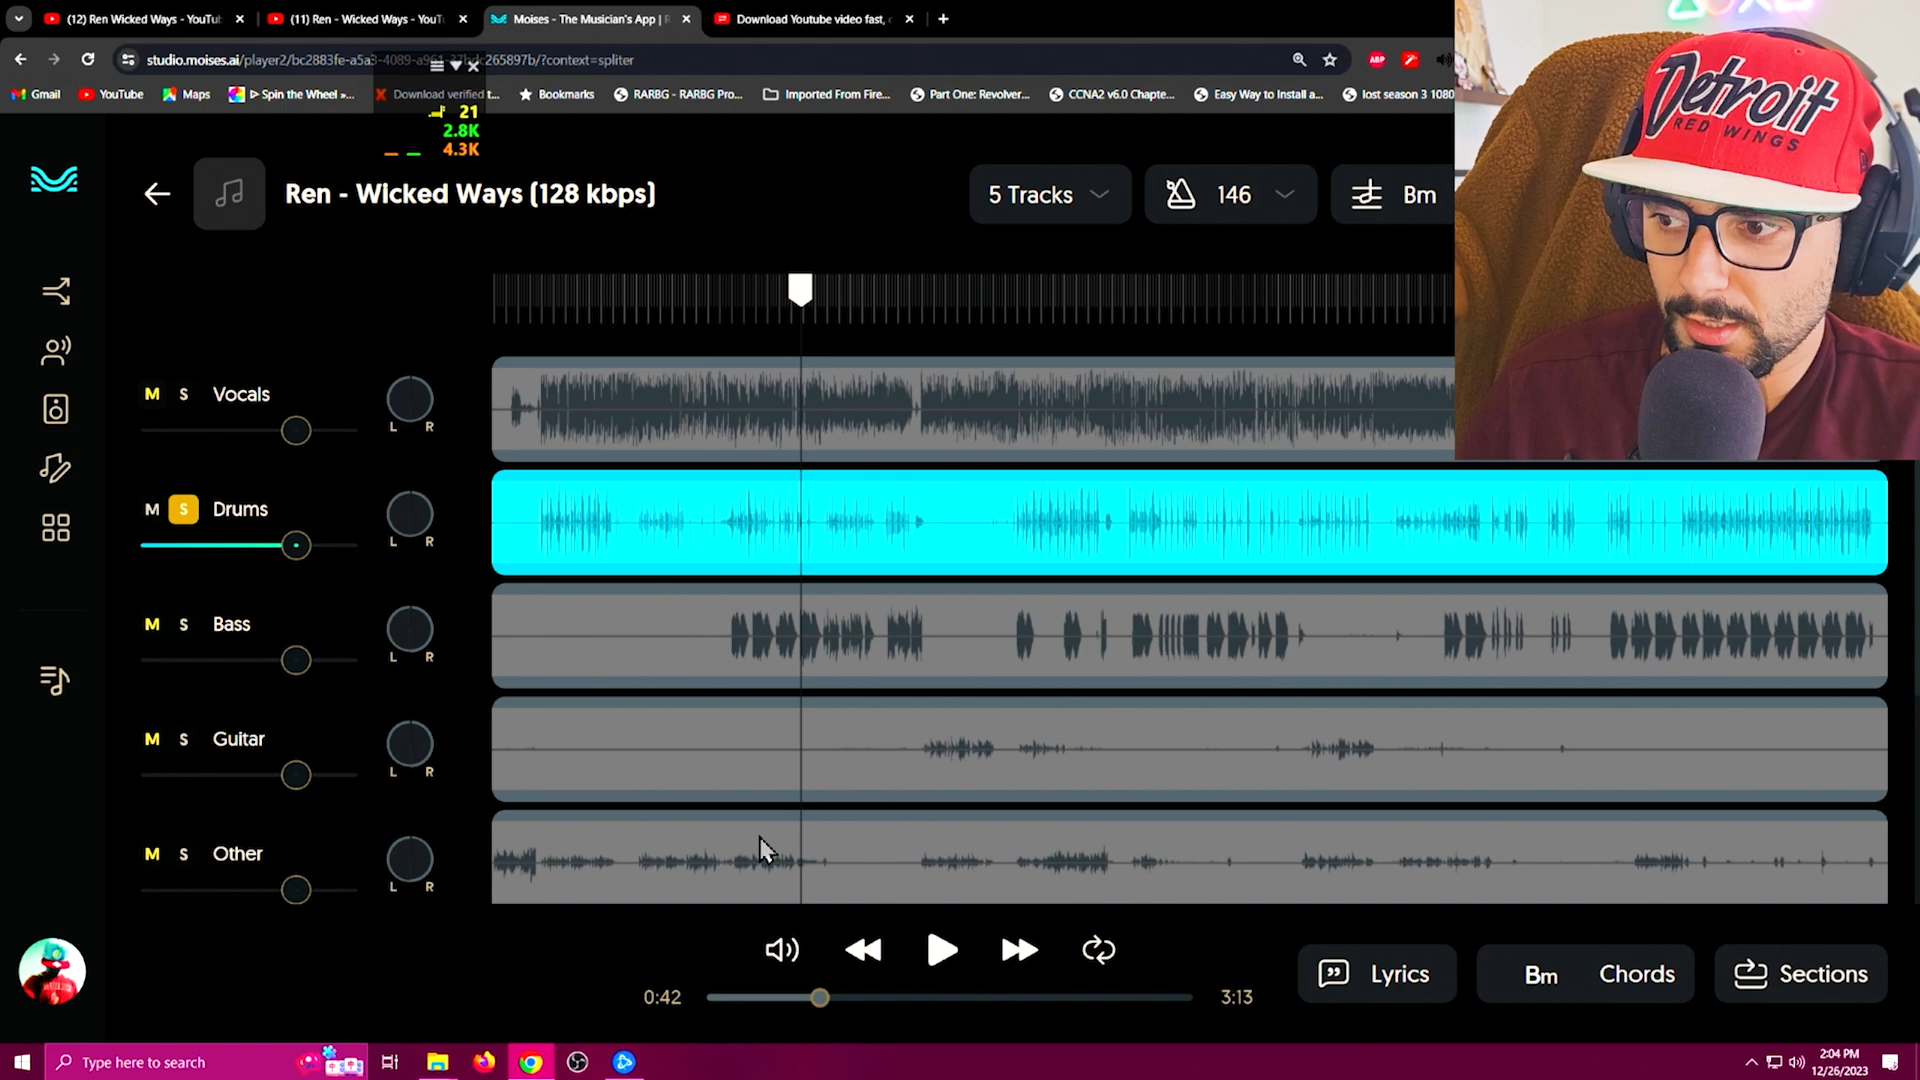 (12) Ren Wicked Ways - YouTu
(11) Ren - Wicked Ways - YouT
Moises - The Musician's App | R
Download Youtube video fast,
studio.moises.ai/player2/bc2883fe-a5a3-4089-a961-37bdc265897b/?context=spliter
ABP
Gmail
YouTube
Maps
ᐅ Spin the Wheel »...
Download verified t...
Bookmarks
RARBG - RARBG Pro...
Imported From Fire...
Part One: Revolver...
CCNA2 v6.0 Chapte...
Easy Way to Install a...
lost season 3 1080
21
2.8K
4.3K
Detroit
RED WINGS
Ren - Wicked Ways (128 kbps)
5 Tracks
146
Bm
M S Vocals
L R
M S Drums
L R
M S Bass
L R
M S Guitar
L R
M S Other
L R
0:42
3:13
Lyrics
Bm Chords
Sections
Type here to search
2:04 PM
12/26/2023